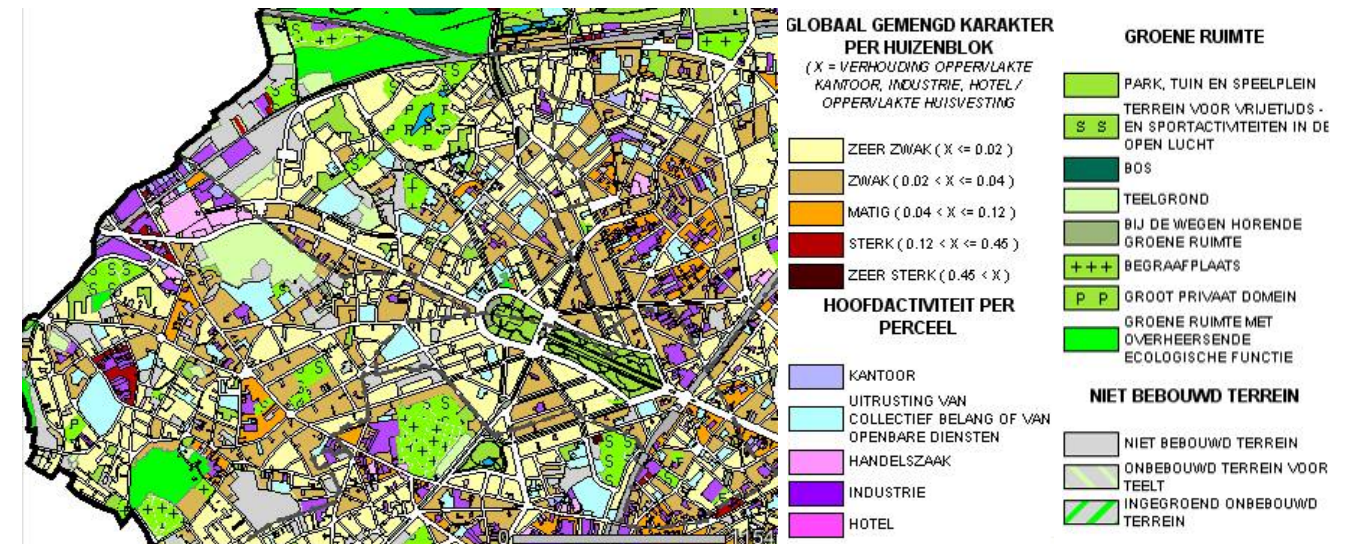 GLOBAAL GEMENGD KARAKTER
PER HUIZENBLOK
( X = VERHOUDING OPPERVLAKTE
KANTOOR, INDUSTRIE, HOTEL /
OPPERVLAKTE HUISVESTING
ZEER ZWAK ( X <= 0.02 )
ZWAK ( 0.02 < X <= 0.04 )
MATIG ( 0.04 < X <= 0.12 )
STERK ( 0.12 < X <= 0.45 )
ZEER STERK ( 0.45 < X )
HOOFDACTIVITEIT PER
PERCEEL
KANTOOR
UITRUSTING VAN
COLLECTIEF BELANG OF VAN
OPENBARE DIENSTEN
HANDELSZAAK
INDUSTRIE
HOTEL
GROENE RUIMTE
PARK, TUIN EN SPEELPLEIN
TERREIN VOOR VRIJETIJDS -
S S EN SPORTACTIVITEITEN IN DE
OPEN LUCHT
BOS
TEELGROND
BIJ DE WEGEN HORENDE
GROENE RUIMTE
+++ BEGRAAFPLAATS
P P GROOT PRIVAAT DOMEIN
GROENE RUIMTE MET
OVERHEERSENDE
ECOLOGISCHE FUNCTIE
NIET BEBOUWD TERREIN
NIET BEBOUWD TERREIN
ONBEBOUWD TERREIN VOOR
TEELT
INGEGROEND ONBEBOUWD
TERREIN